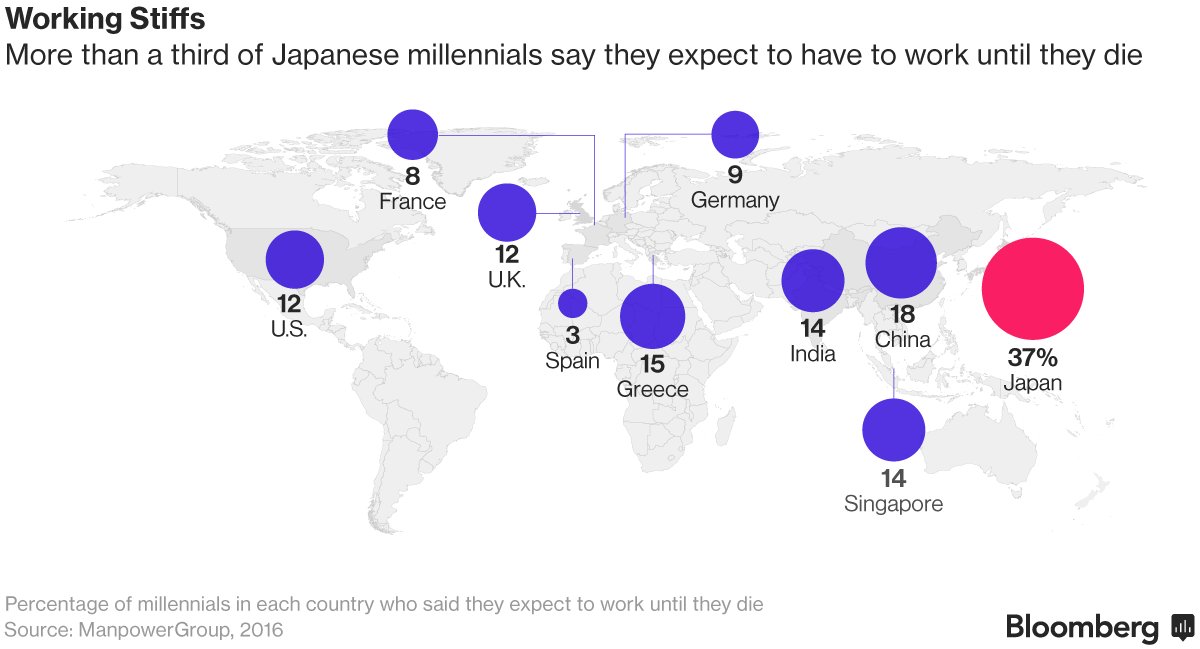 Working Stiffs
More than a third of Japanese millennials say they expect to have to work until they die
8
France
9
Germany
12
U.K.
12
U.S.
3
Spain
15
Greece
14
India
18
China
37%
Japan
14
Singapore
Percentage of millennials in each country who said they expect to work until they die
Source: ManpowerGroup, 2016
Bloomberg